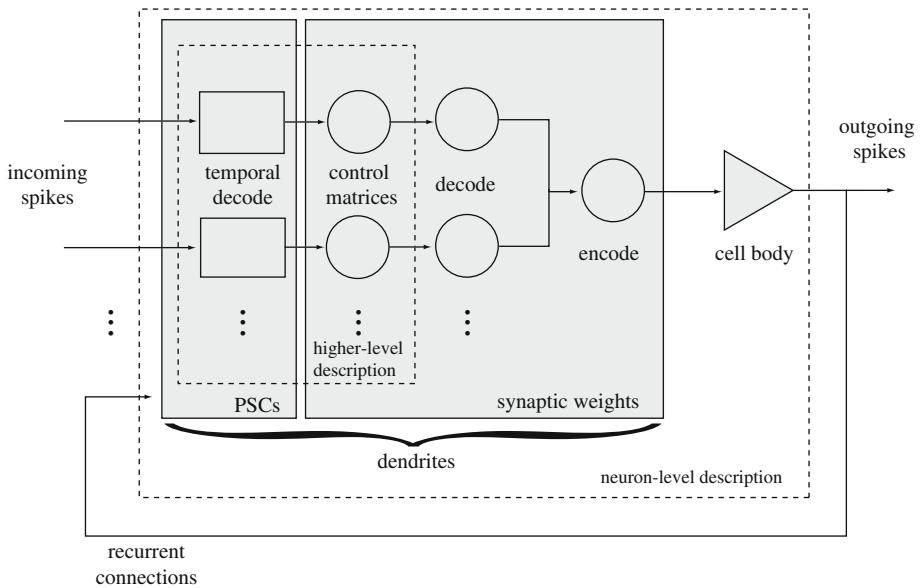 incoming
spikes
temporal
decode
control
matrices
decode
encode
cell body
outgoing
spikes
higher-level
description
PSCs
synaptic weights
dendrites
neuron-level description
recurrent
connections